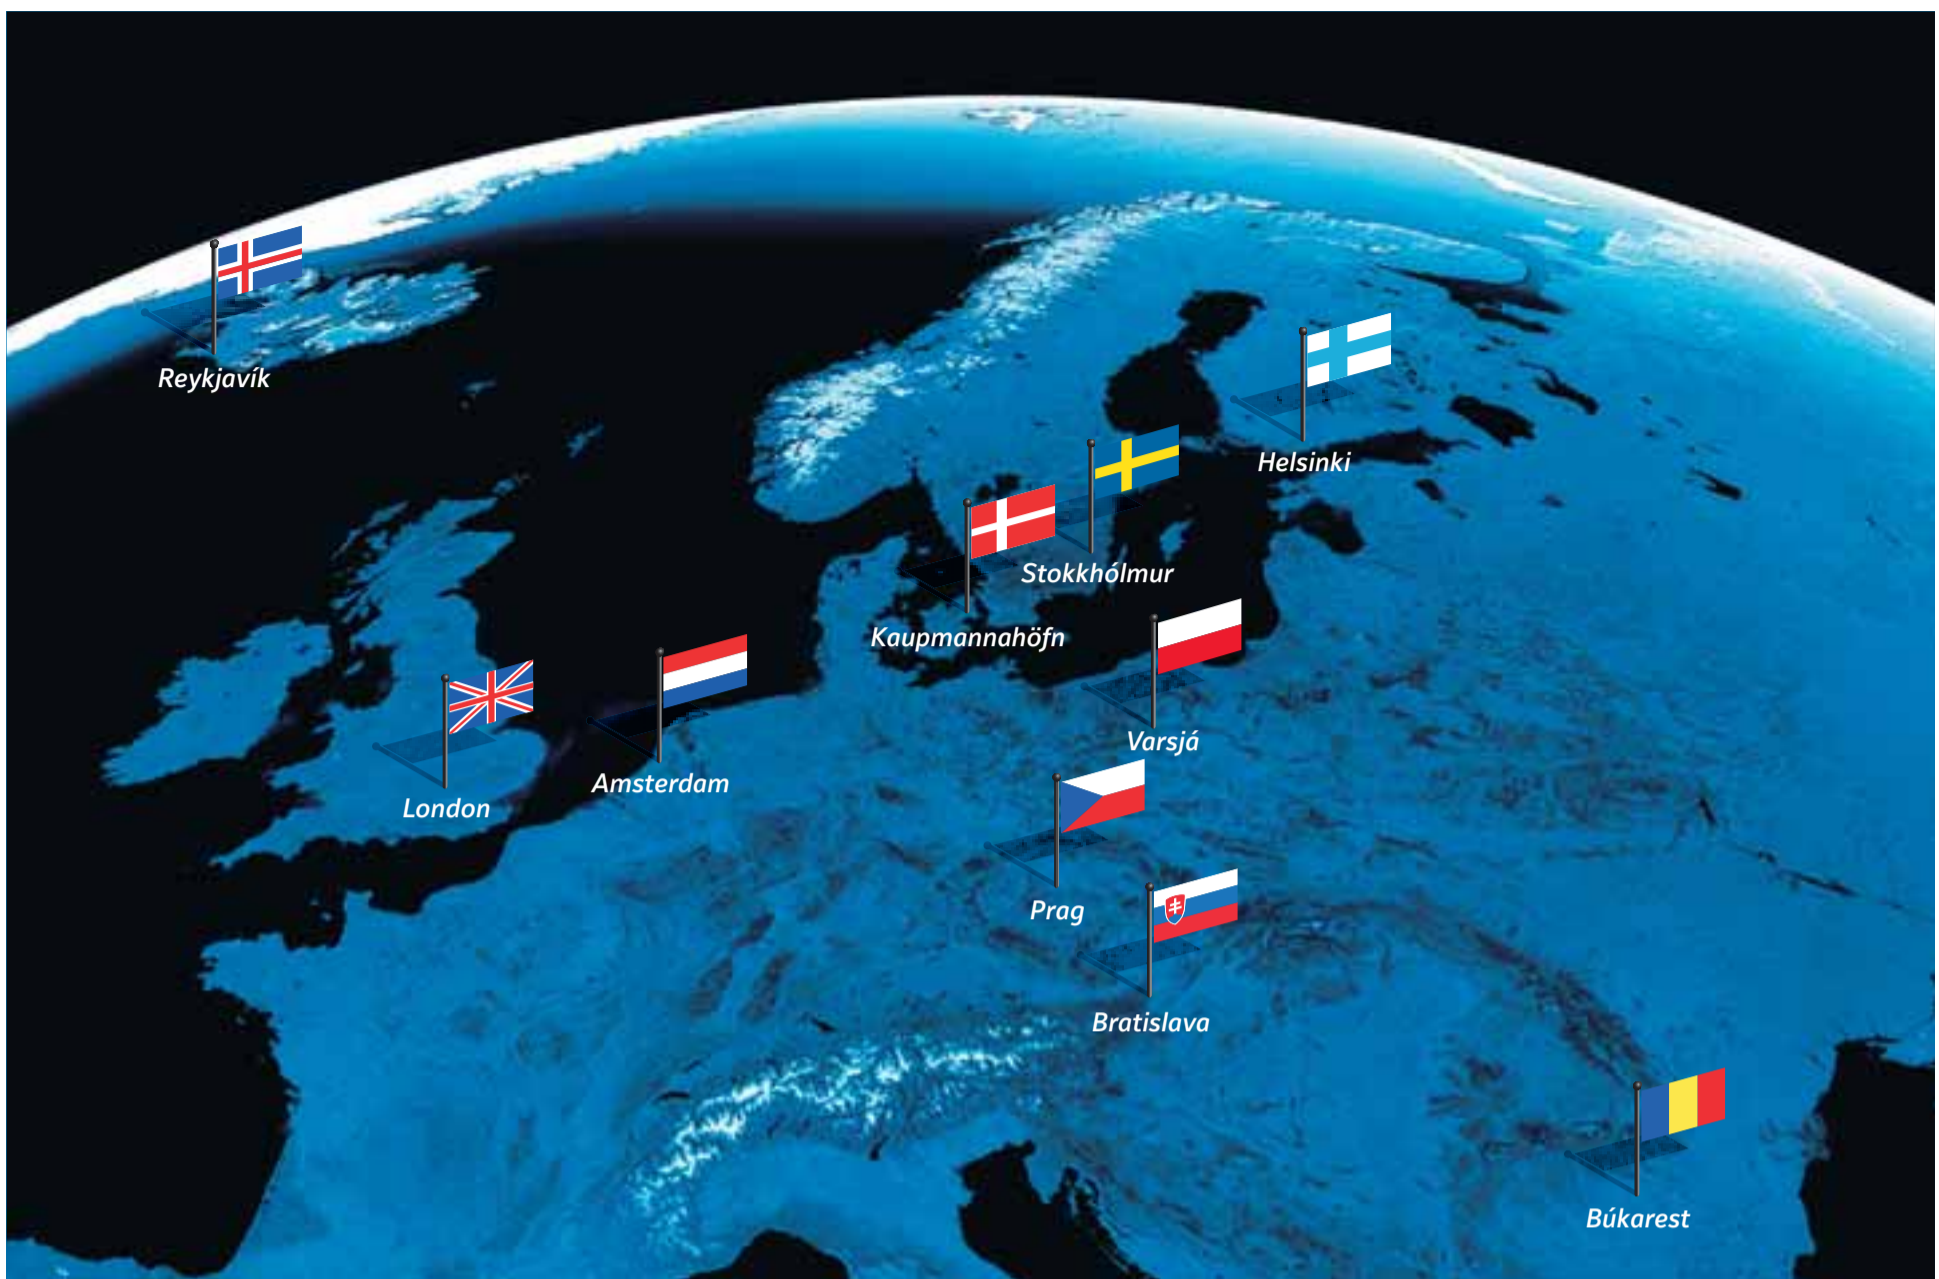 Reykjavík
Helsinki
Stokkhólmur
Kaupmannahöfn
Varsjá
Amsterdam
London
Prag
Bratislava
Búkarest